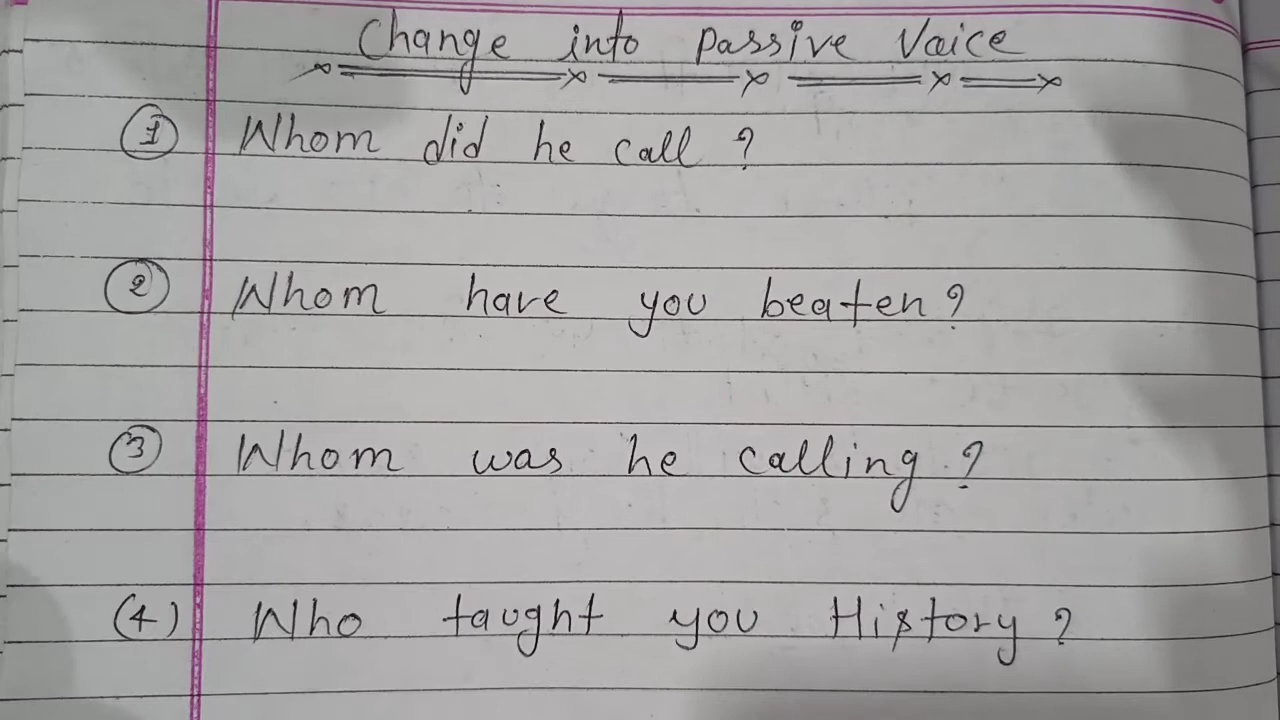 Change into Passive Vaice
1 Whom did he call ?
2 Whom have you beaten ?
3 Whom was he calling ?
(4) Who taught you History ?